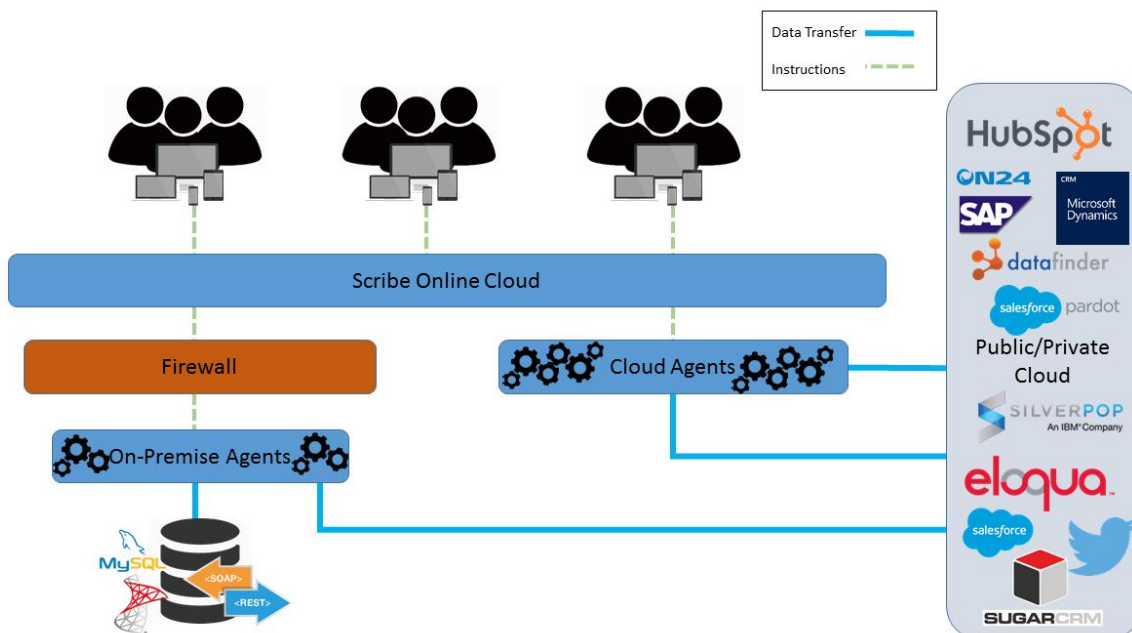 Data Transfer
Instructions
HubSpot
ON24
CRM
Microsoft
Dynamics
SAP
datafinder
salesforce pardot
Public/Private
Cloud
SILVERPOP
An IBM® Company
eloqua™
salesforce
SUGARCRM
Scribe Online Cloud
Firewall
Cloud Agents
On-Premise Agents
MySQL
<SOAP>
<REST>